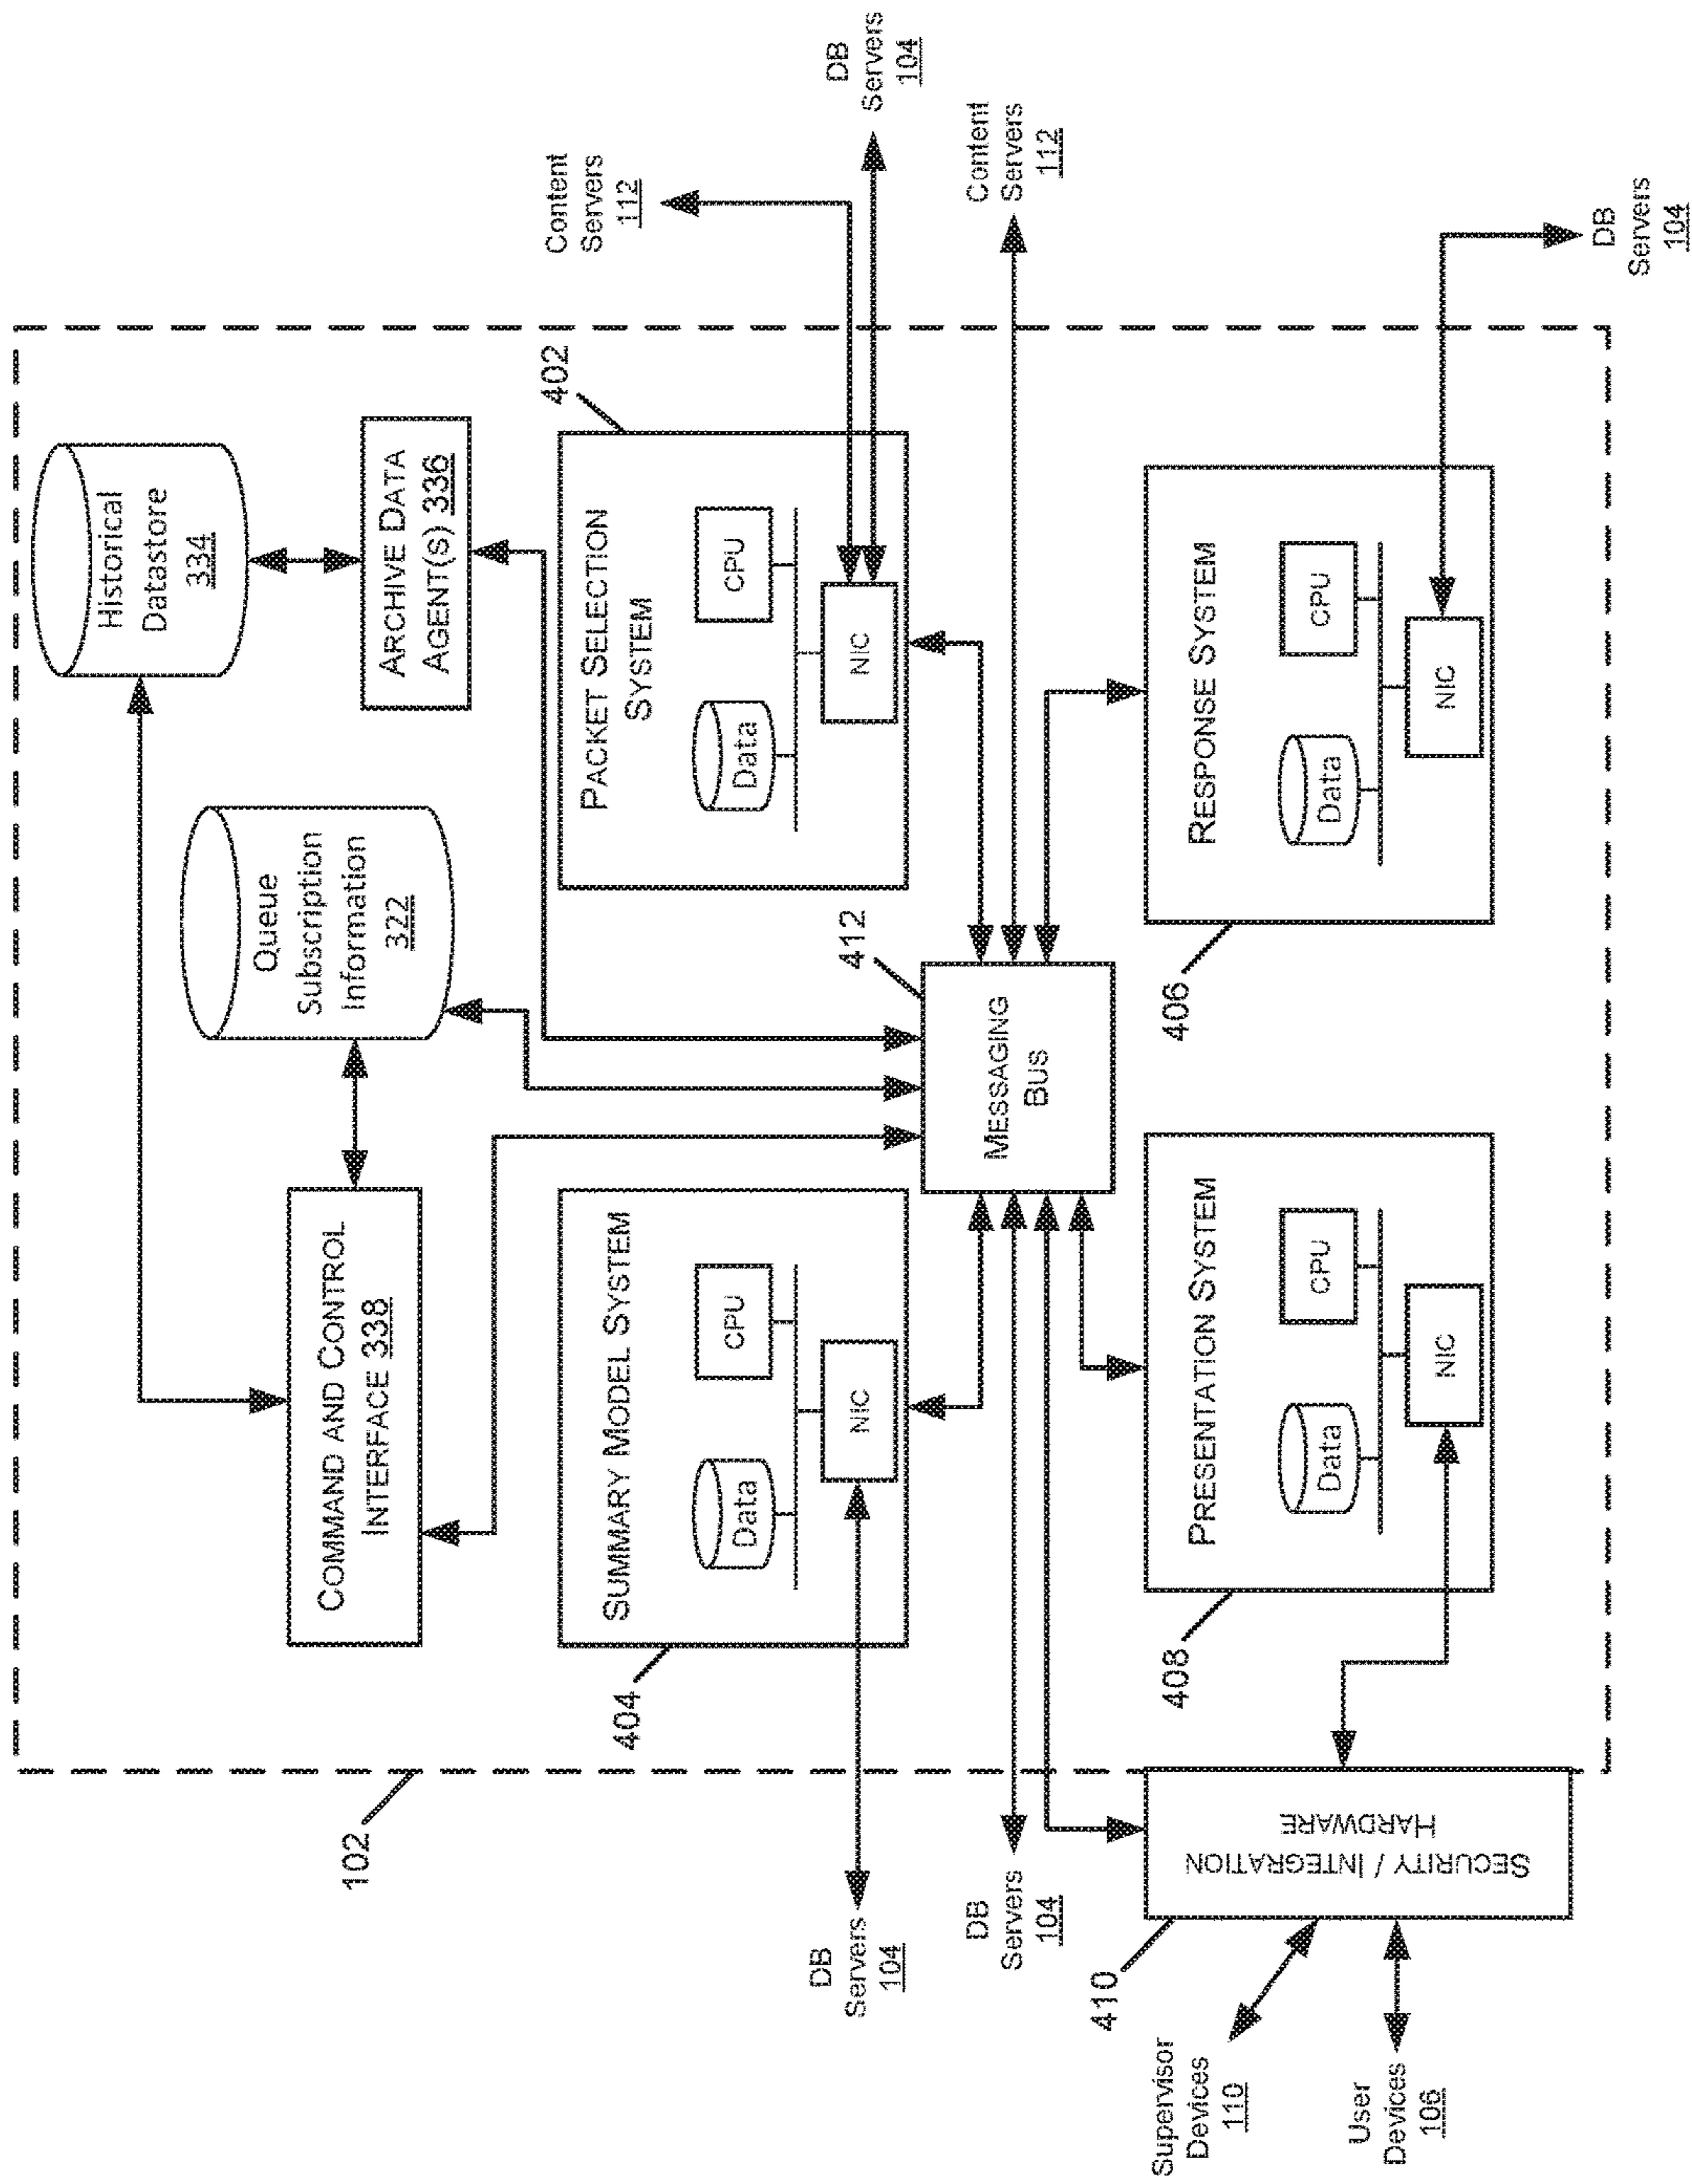 102
COMMAND AND CONTROL
INTERFACE 338
Queue
Subscription
Information
322
Historical
Datastore
334
ARCHIVE DATA
AGENT(S) 336
404
SUMMARY MODEL SYSTEM
Data
CPU
NIC
DB
Servers
104
402
PACKET SELECTION
SYSTEM
Data
CPU
NIC
Content
Servers
112
DB
Servers
104
412
MESSAGING
BUS
DB
Servers
104
Content
Servers
112
408
PRESENTATION SYSTEM
Data
CPU
NIC
406
RESPONSE SYSTEM
Data
CPU
NIC
DB
Servers
104
410
SECURITY / INTEGRATION
HARDWARE
Supervisor
Devices
110
User
Devices
106